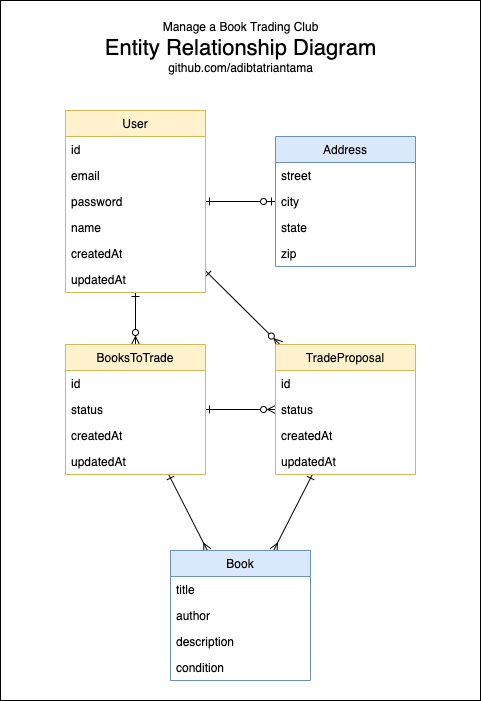 Manage a Book Trading Club
Entity Relationship Diagram
github.com/adibtatriantama
User
id
email
password
name
createdAt
updatedAt
Address
street
city
state
zip
BooksToTrade
id
status
createdAt
updatedAt
TradeProposal
id
status
createdAt
updatedAt
Book
title
author
description
condition